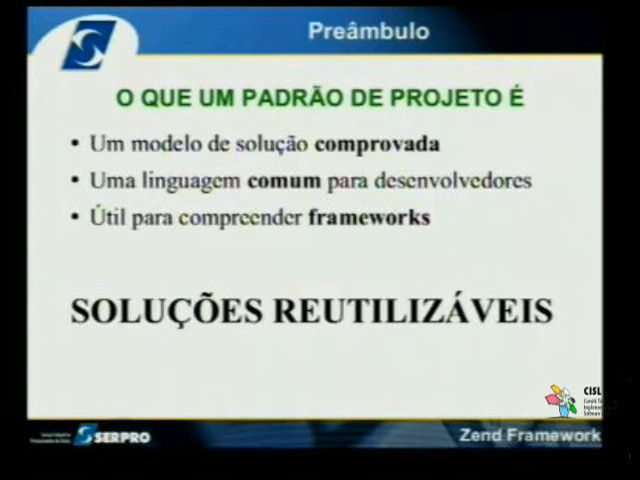 Preâmbulo
O QUE UM PADRÃO DE PROJETO É
• Um modelo de solução comprovada
• Uma linguagem comum para desenvolvedores
• Útil para compreender frameworks
SOLUÇÕES REUTILIZÁVEIS
CISL
SERPRO
Zend Framework